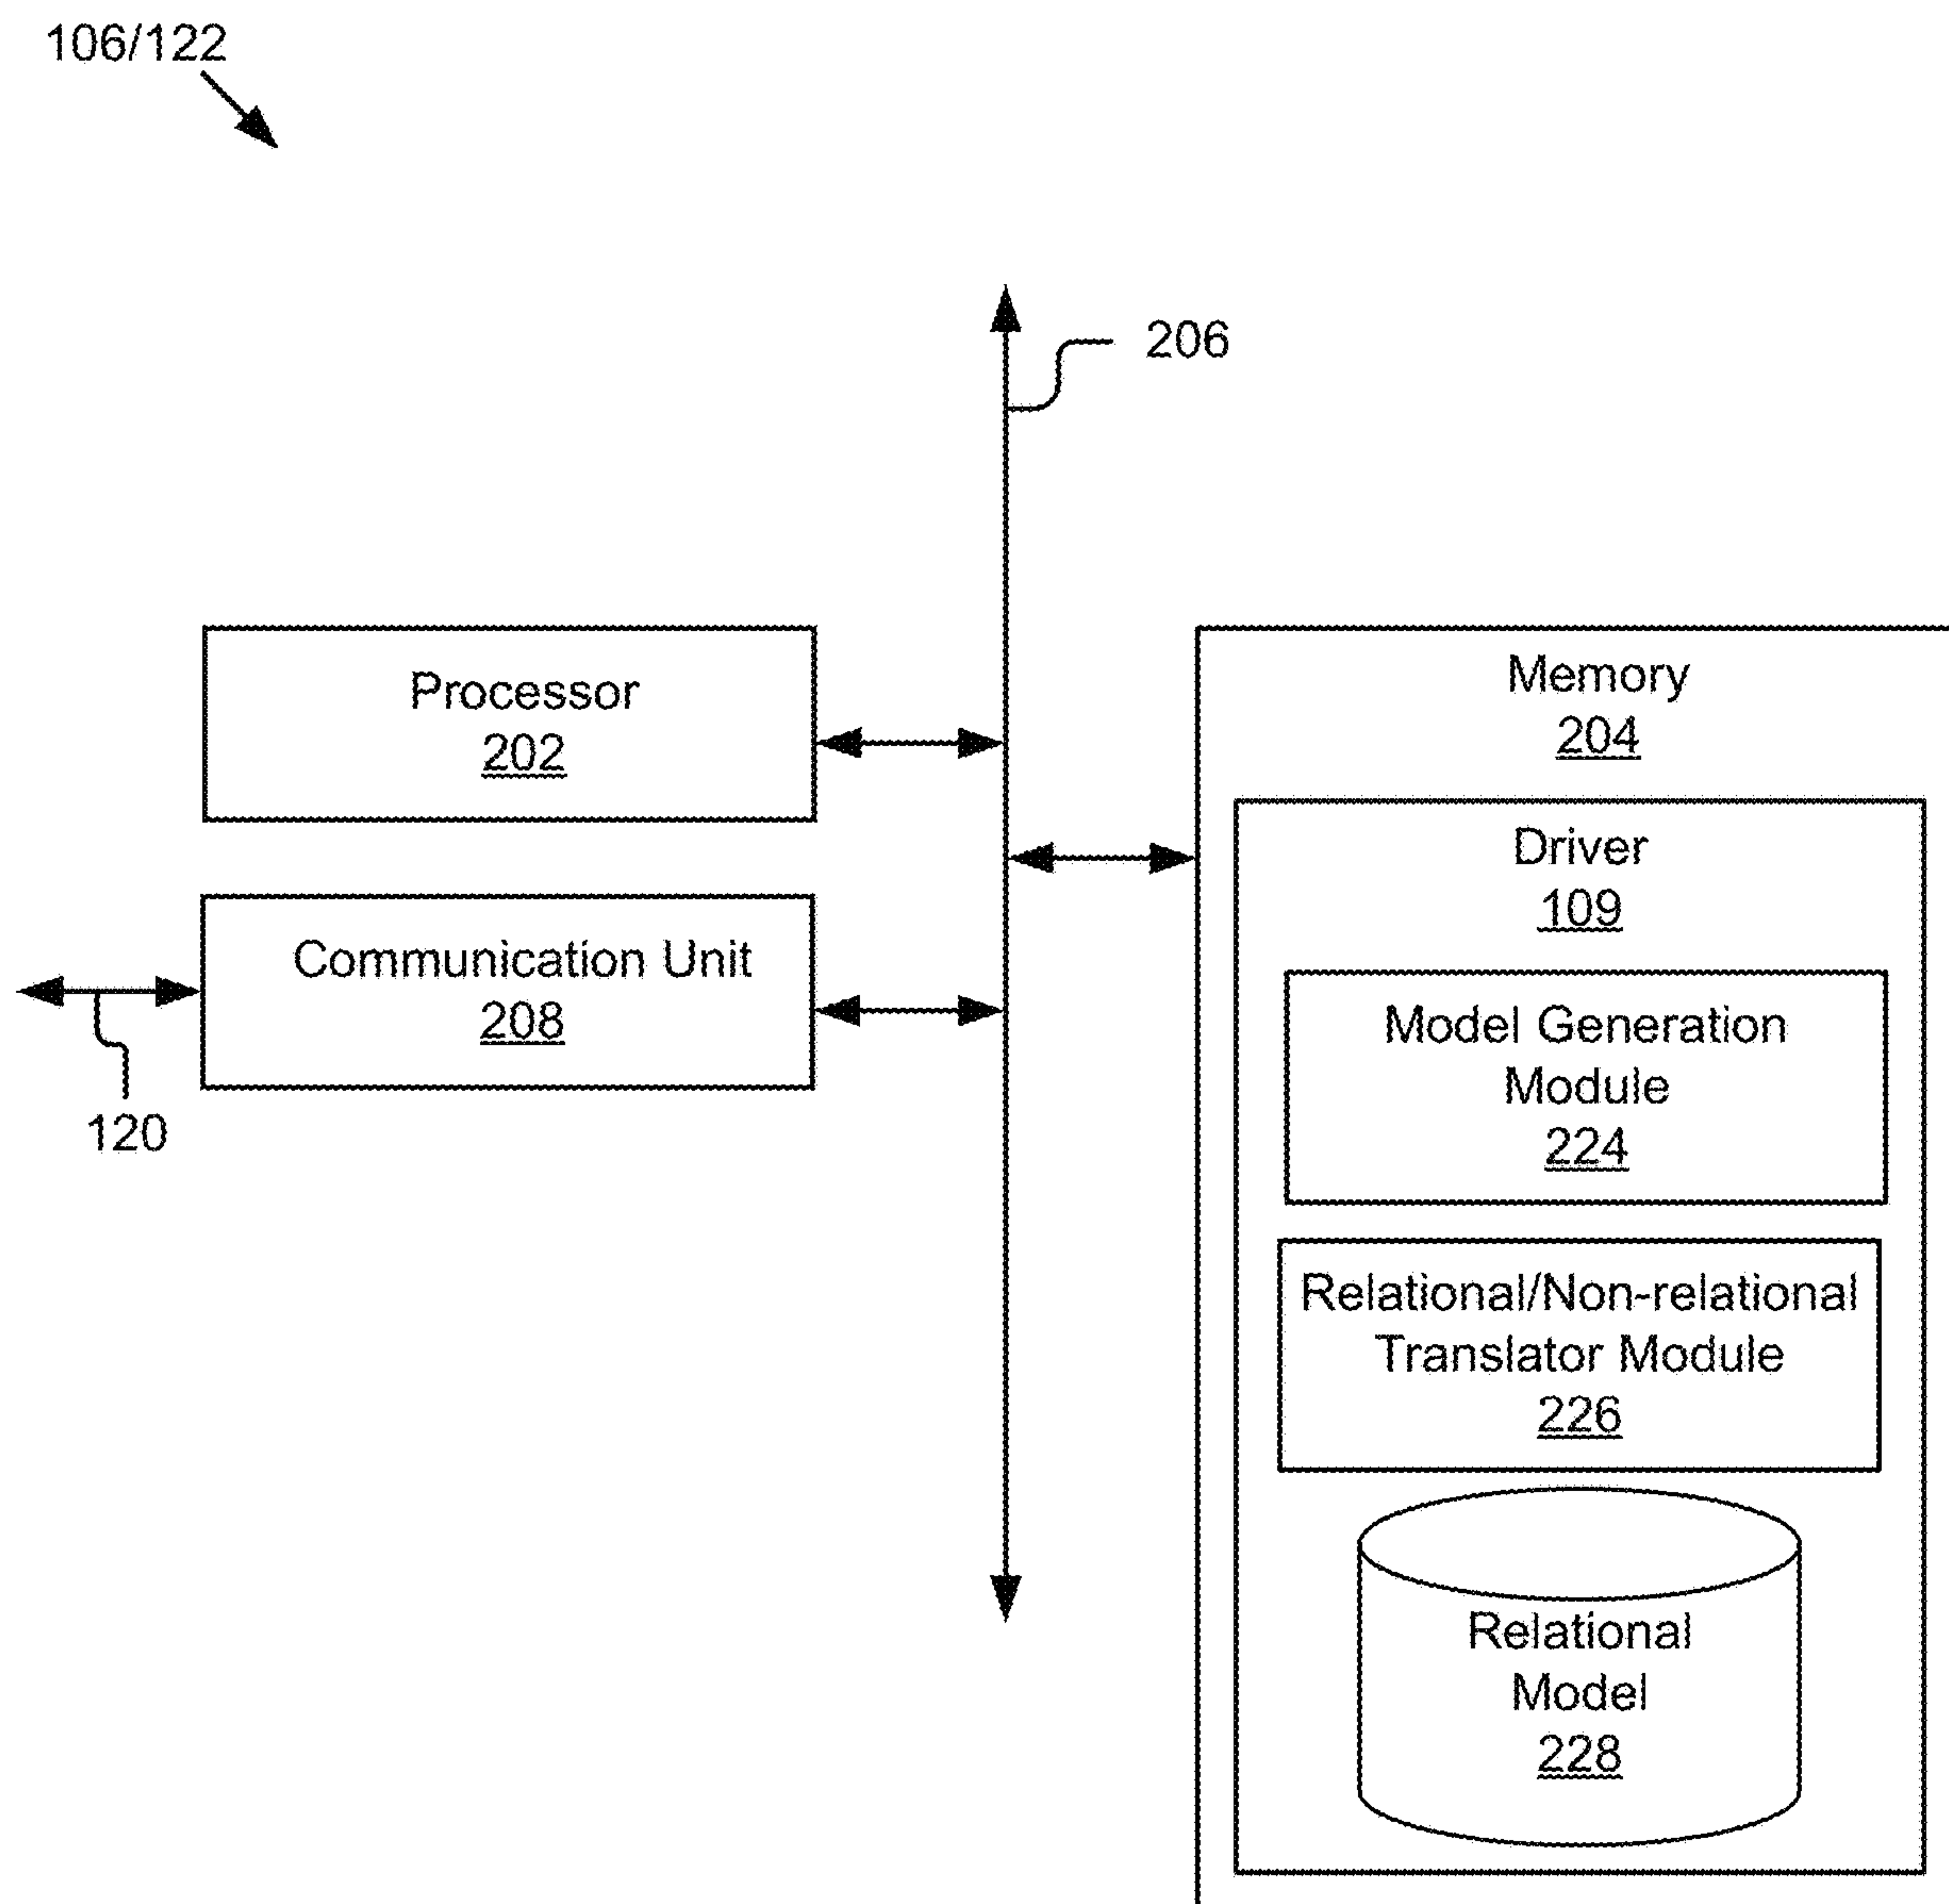 106/122
206
Processor
202
Communication Unit
208
120
Memory
204
Driver
109
Model Generation
Module
224
Relational/Non-relational
Translator Module
226
Relational
Model
228